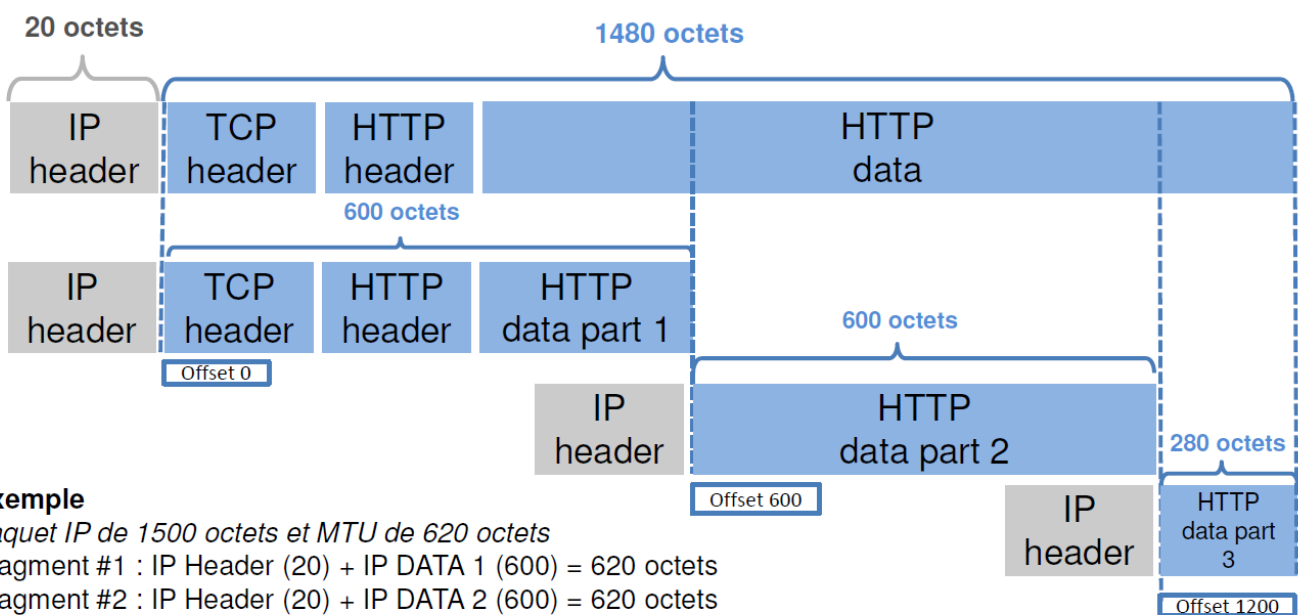 20 octets
1480 octets
IP
header
TCP
header
HTTP
header
HTTP
data
600 octets
IP
header
TCP
header
HTTP
header
HTTP
data part 1
Offset 0
600 octets
IP
header
HTTP
data part 2
Offset 600
280 octets
IP
header
HTTP
data part
3
Offset 1200
xemple
aquet IP de 1500 octets et MTU de 620 octets
ragment #1 : IP Header (20) + IP DATA 1 (600) = 620 octets
ragment #2 : IP Header (20) + IP DATA 2 (600) = 620 octets